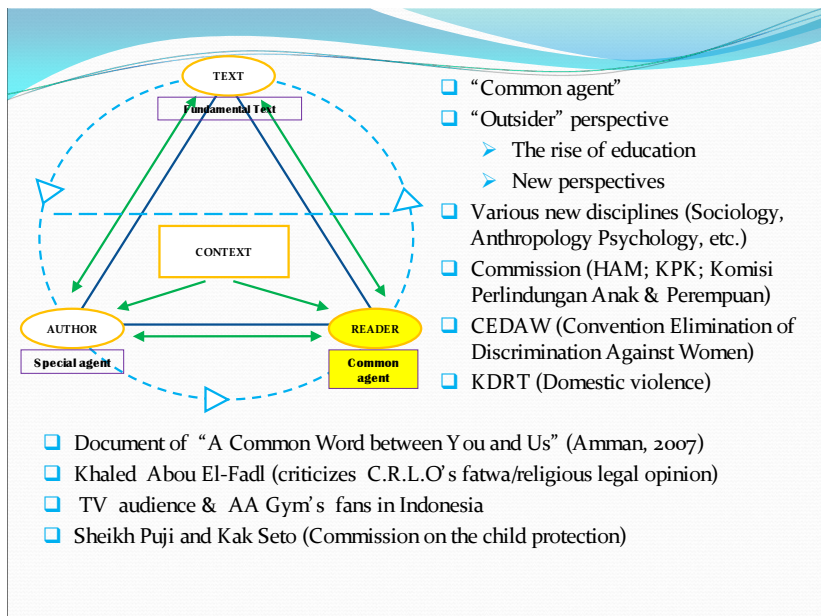 TEXT
Fundamental Text
CONTEXT
AUTHOR
Special agent
READER
Common
agent
“Common agent”
“Outsider” perspective
The rise of education
New perspectives
Various new disciplines (Sociology,
Anthropology Psychology, etc.)
Commission (HAM; KPK; Komisi
Perlindungan Anak & Perempuan)
CEDAW (Convention Elimination of
Discrimination Against Women)
KDRT (Domestic violence)
Document of “A Common Word between You and Us” (Amman, 2007)
Khaled Abou El-Fadl (criticizes C.R.L.O’s fatwa/religious legal opinion)
TV audience & AA Gym’s fans in Indonesia
Sheikh Puji and Kak Seto (Commission on the child protection)